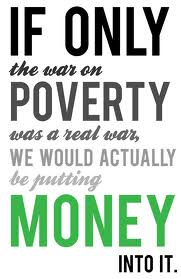 IF ONLY
the war on
POVERTY
was a real war,
WE WOULD ACTUALLY
be putting
MONEY
INTO IT.